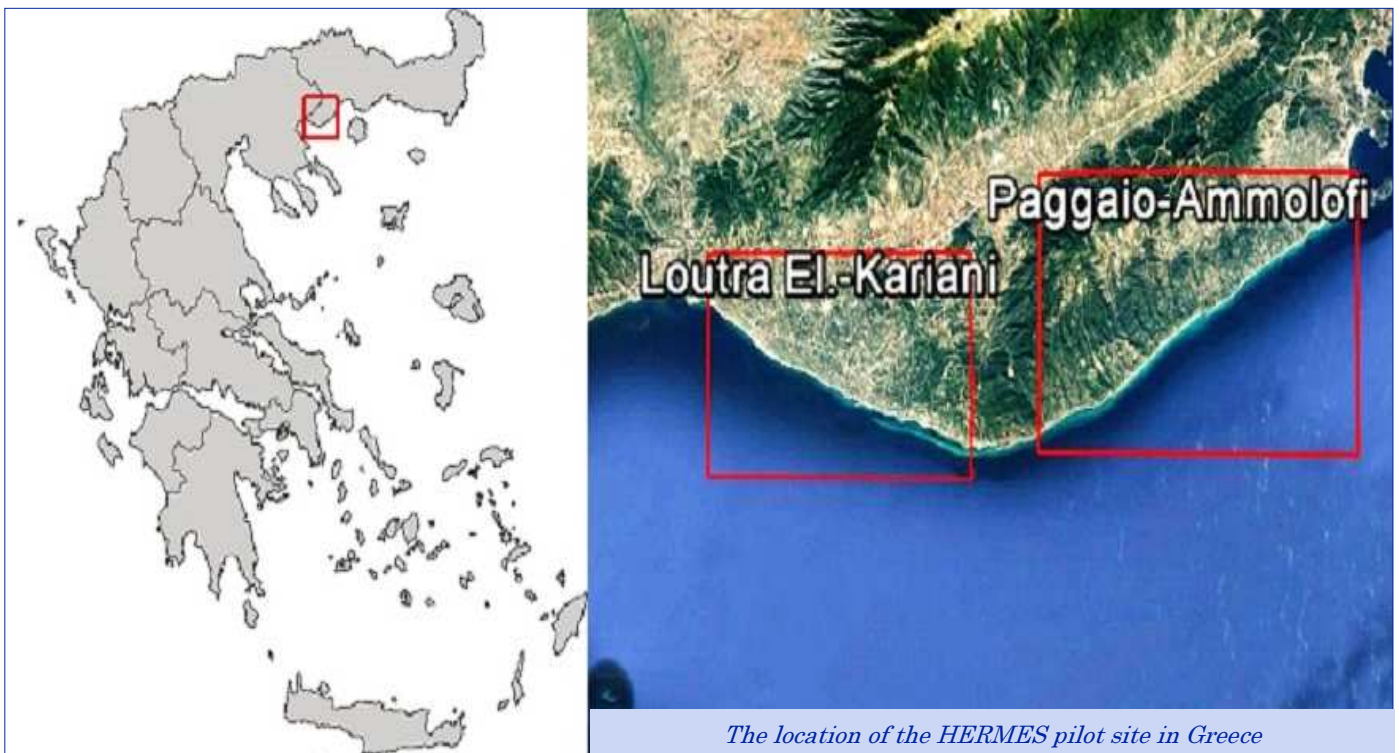 Paggaio-Ammolofi
Loutra El.-Kariani
The location of the HERMES pilot site in Greece